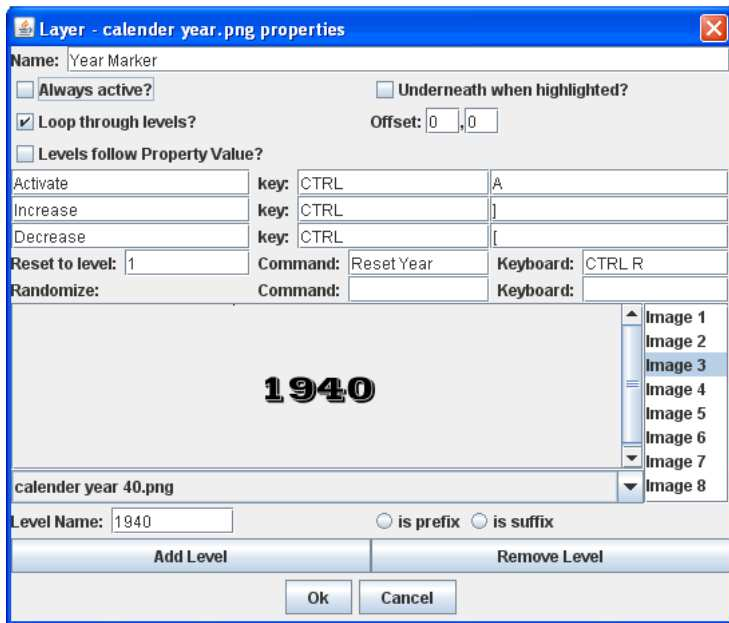 Layer - calender year.png properties
Name: Year Marker
Always active? Underneath when highlighted?
Loop through levels? Offset: 0 ,0
Levels follow Property Value?
Activate key: CTRL A
Increase key: CTRL ]
Decrease key: CTRL [
Reset to level: 1 Command: Reset Year Keyboard: CTRL R
Randomize: Command: Keyboard:
Image 1
Image 2
Image 3
1940
Image 4
Image 5
Image 6
Image 7
calender year 40.png
Image 8
Level Name: 1940 is prefix is suffix
Add Level Remove Level
Ok Cancel